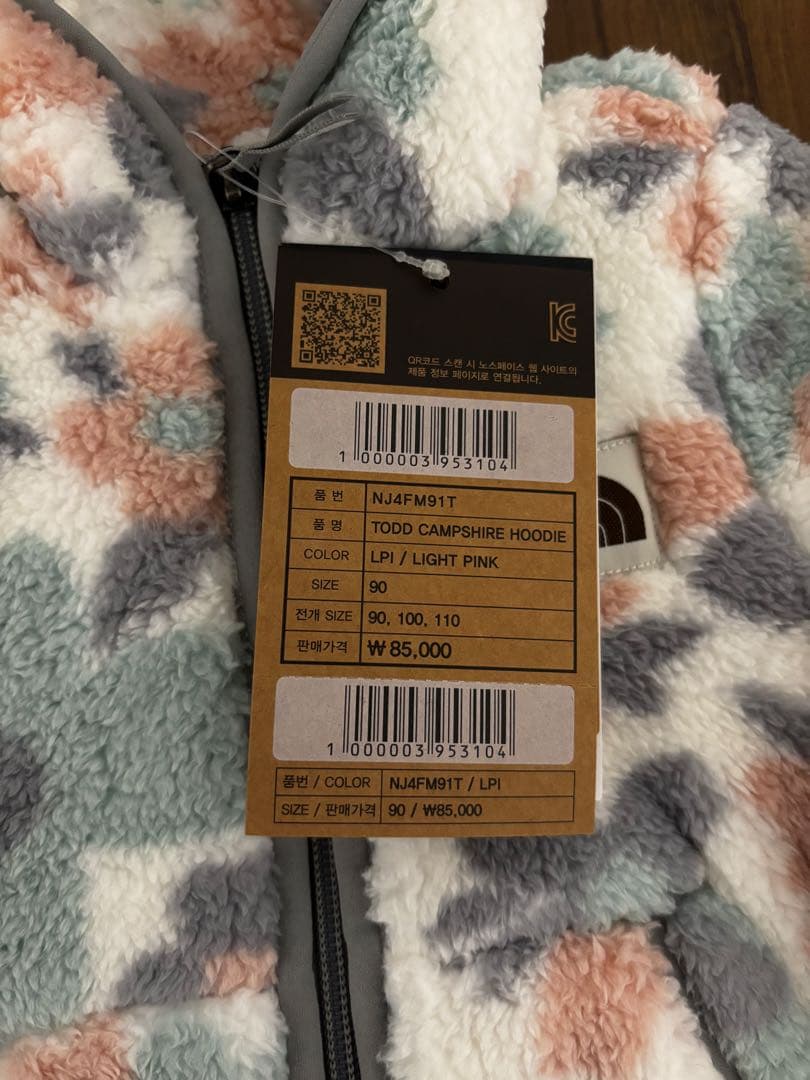 KC
QR코드 스캔 시 노스페이스 웹 사이트의
제품 정보 페이지로 연결됩니다.
1 000003 953104
품 번 NJ4FM91T
품 명 TODD CAMPSHIRE HOODIE
COLOR LPI / LIGHT PINK
SIZE 90
전개 SIZE 90, 100, 110
판매가격 ₩85,000
1 000003 953104
품번 / COLOR NJ4FM91T / LPI
SIZE / 판매가격 90 / ₩85,000